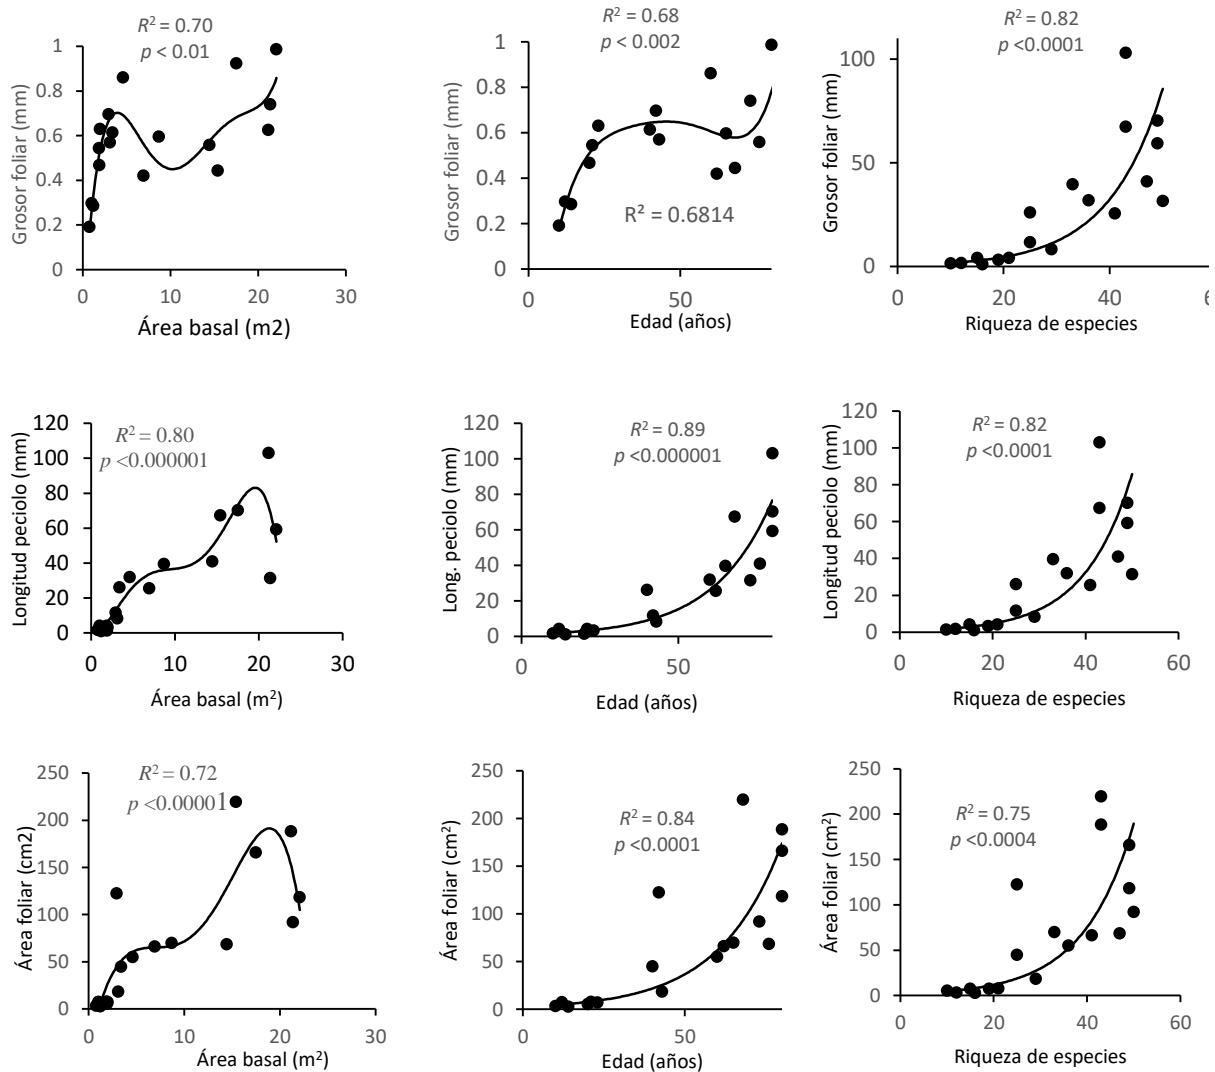 R² = 0.70
p < 0.01
Grosor foliar (mm)
1
0.8
0.6
0.4
0.2
0
0
10
20
30
Área basal (m2)
R² = 0.68
p < 0.002
Grosor foliar (mm)
1
0.8
0.6
0.4
0.2
0
R² = 0.6814
0
50
Edad (años)
R² = 0.82
p <0.0001
Grosor foliar (mm)
100
50
0
0
20
40
Riqueza de especies
R² = 0.80
p <0.000001
Longitud peciolo (mm)
120
100
80
60
40
20
0
0
10
20
30
Área basal (m²)
R² = 0.89
p <0.000001
Long. peciolo (mm)
120
100
80
60
40
20
0
0
50
Edad (años)
R² = 0.82
p <0.0001
Longitud peciolo (mm)
120
100
80
60
40
20
0
0
20
40
60
Riqueza de especies
R² = 0.72
p <0.00001
Área foliar (cm2)
250
200
150
100
50
0
0
10
20
30
Área basal (m²)
R² = 0.84
p <0.0001
Área foliar (cm²)
250
200
150
100
50
0
0
50
Edad (años)
R² = 0.75
p <0.0004
Área foliar (cm²)
250
200
150
100
50
0
0
20
40
60
Riqueza de especies